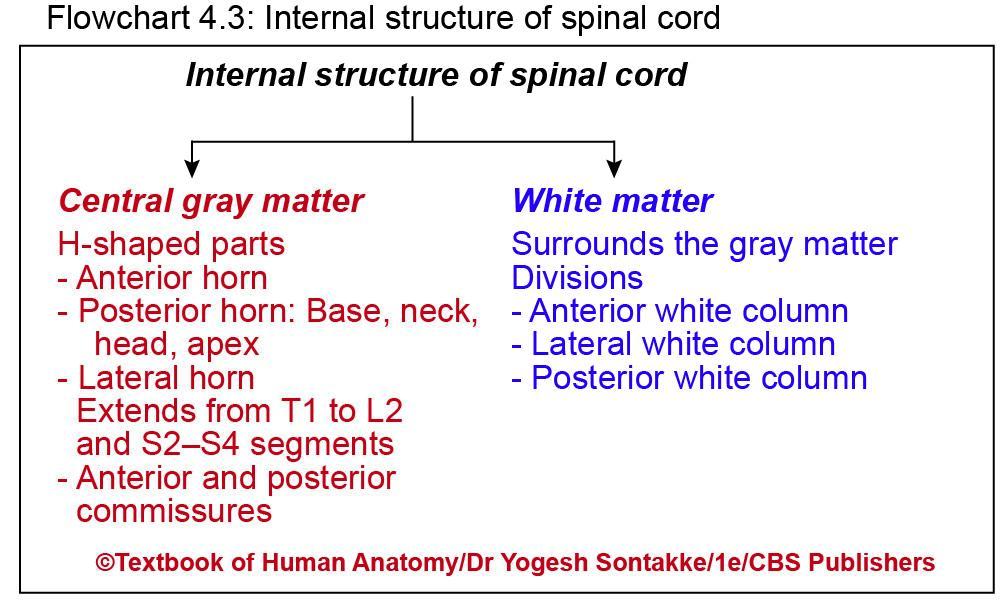 Flowchart 4.3: Internal structure of spinal cord
Internal structure of spinal cord
Central gray matter
H-shaped parts
- Anterior horn
- Posterior horn: Base, neck,
head, apex
- Lateral horn
Extends from T1 to L2
and S2–S4 segments
- Anterior and posterior
commissures
White matter
Surrounds the gray matter
Divisions
- Anterior white column
- Lateral white column
- Posterior white column
©Textbook of Human Anatomy/Dr Yogesh Sontakke/1e/CBS Publishers